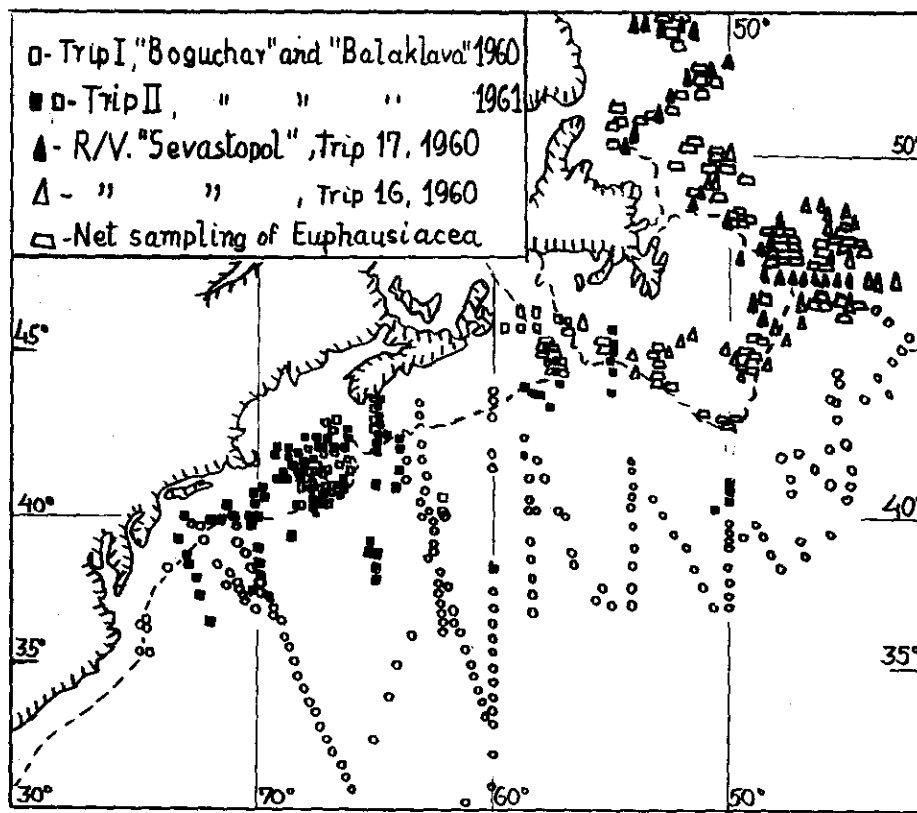 o - Trip I, "Boguchar" and "Balaklava" 1960
■ □ - Trip II, " " " 1961
▲ - R/V. "Sevastopol", Trip 17, 1960
△ - " " , Trip 16, 1960
▱ - Net sampling of Euphausiacea
50°
50°
45°
45°
40°
40°
35°
35°
30°
70°
60°
50°